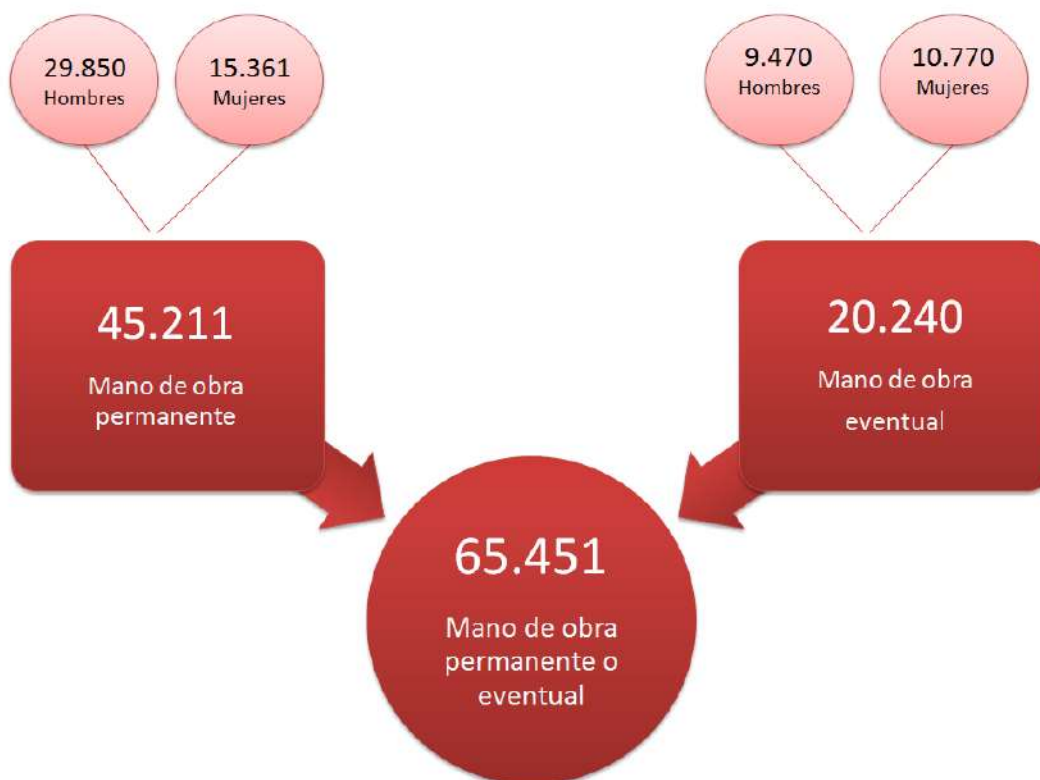 29.850
Hombres
15.361
Mujeres
9.470
Hombres
10.770
Mujeres
45.211
Mano de obra
permanente
20.240
Mano de obra
eventual
65.451
Mano de obra
permanente o
eventual